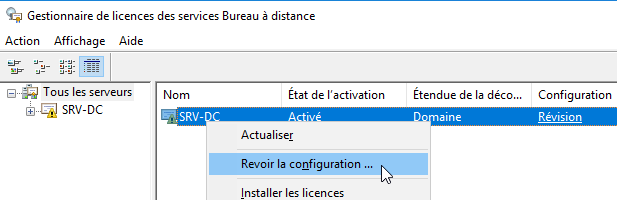 Gestionnaire de licences des services Bureau à distance
Action Affichage Aide
Tous les serveurs
SRV-DC
Nom État de l'activation Étendue de la déco... Configuration
SRV-DC Activé Domaine Révision
Actualiser
Revoir la configuration ...
Installer les licences